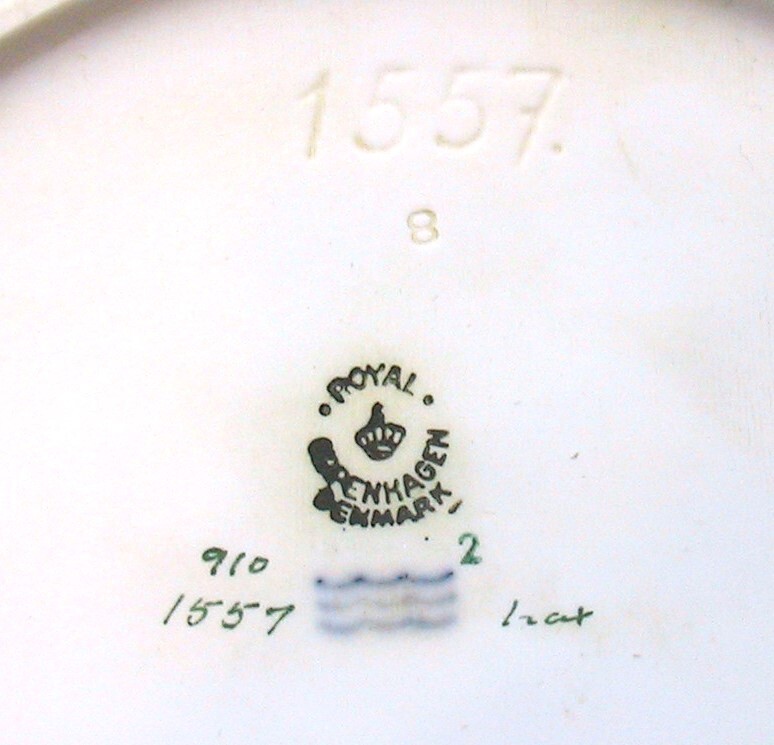 1557.
8
ROYAL
COPENHAGEN
DENMARK
2
910
1557